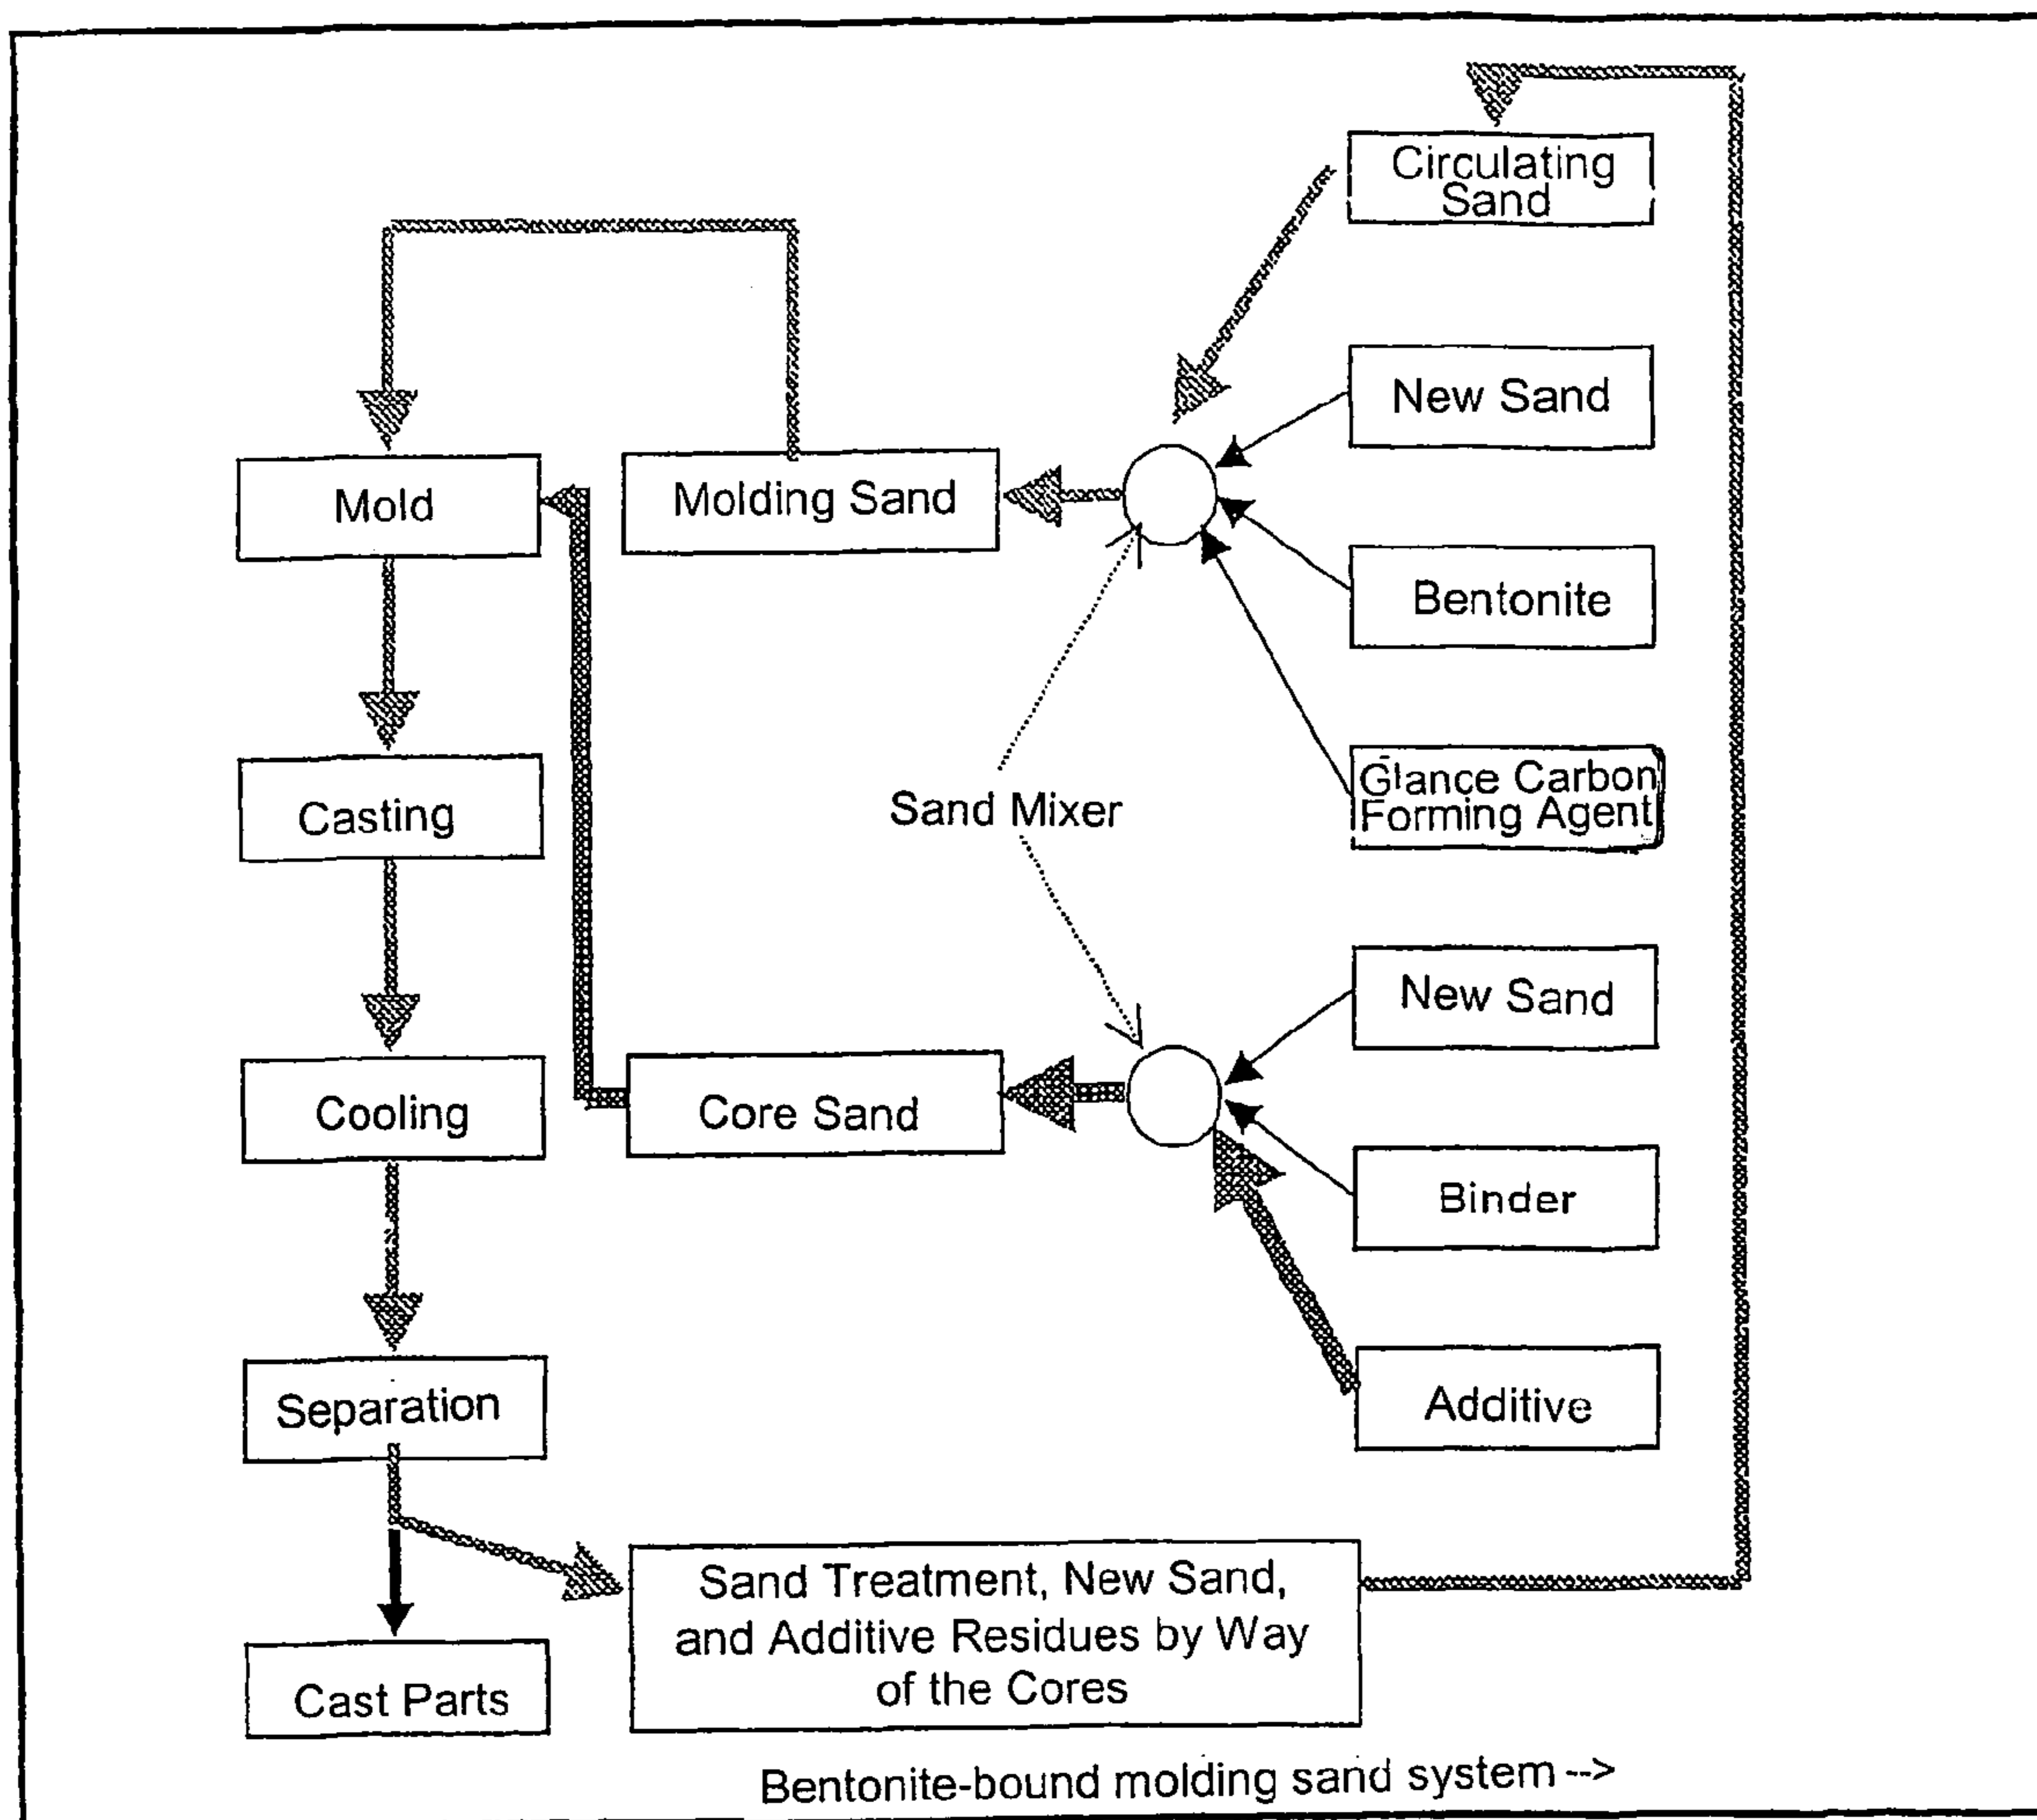 Circulating
Sand
New Sand
Mold
Molding Sand
Bentonite
Glance Carbon
Forming Agent
Casting
Sand Mixer
New Sand
Cooling
Core Sand
Binder
Separation
Additive
Sand Treatment, New Sand,
and Additive Residues by Way
of the Cores
Cast Parts
Bentonite-bound molding sand system -->